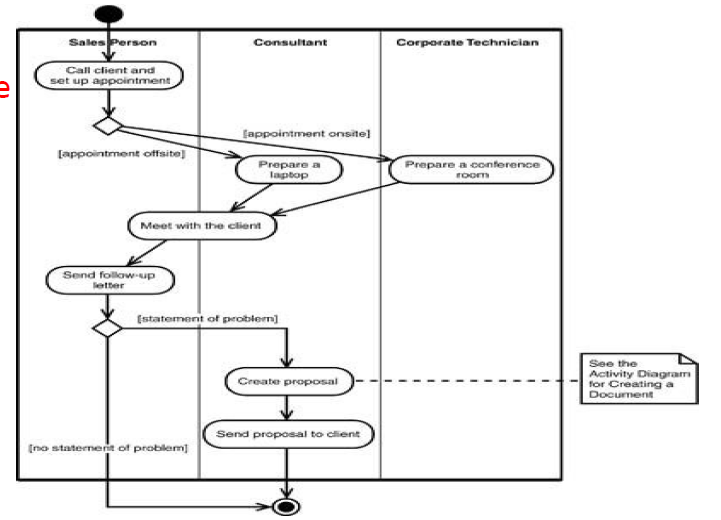 Sales Person
Consultant
Corporate Technician
e
Call client and
set up appointment
[appointment onsite]
[appointment offsite]
Prepare a
laptop
Prepare a conference
room
Meet with the client
Send follow-up
letter
[statement of problem]
Create proposal
See the
Activity Diagram
for Creating a
Document
Send proposal to client
[no statement of problem]